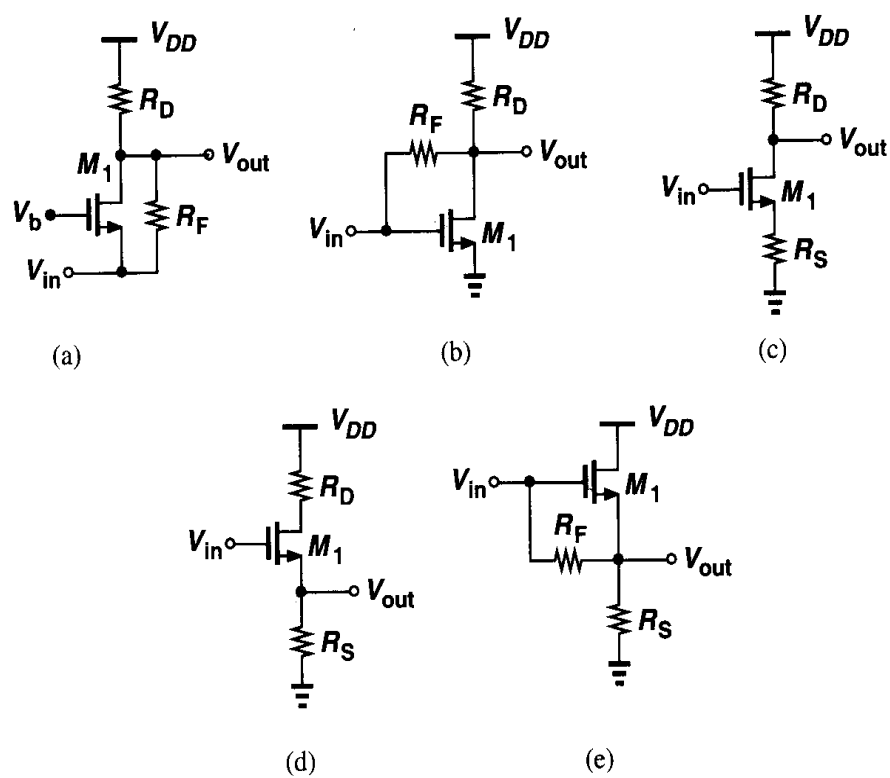 V_DD
R_D
M_1
V_out
V_b
R_F
V_in
(a)
V_DD
R_D
R_F
V_out
V_in
M_1
(b)
V_DD
R_D
V_out
V_in
M_1
R_S
(c)
V_DD
R_D
V_in
M_1
V_out
R_S
(d)
V_DD
V_in
M_1
R_F
V_out
R_S
(e)